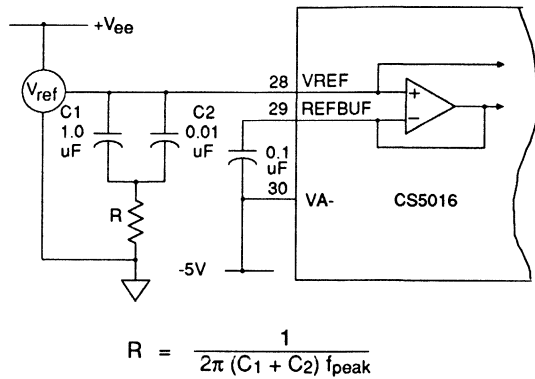 +Vee
Vref
C1
1.0
uF
C2
0.01
uF
R
28 VREF
29 REFBUF
0.1
uF
30
VA-
CS5016
-5V
+
−
R = 1 / 2π (C1 + C2) fpeak